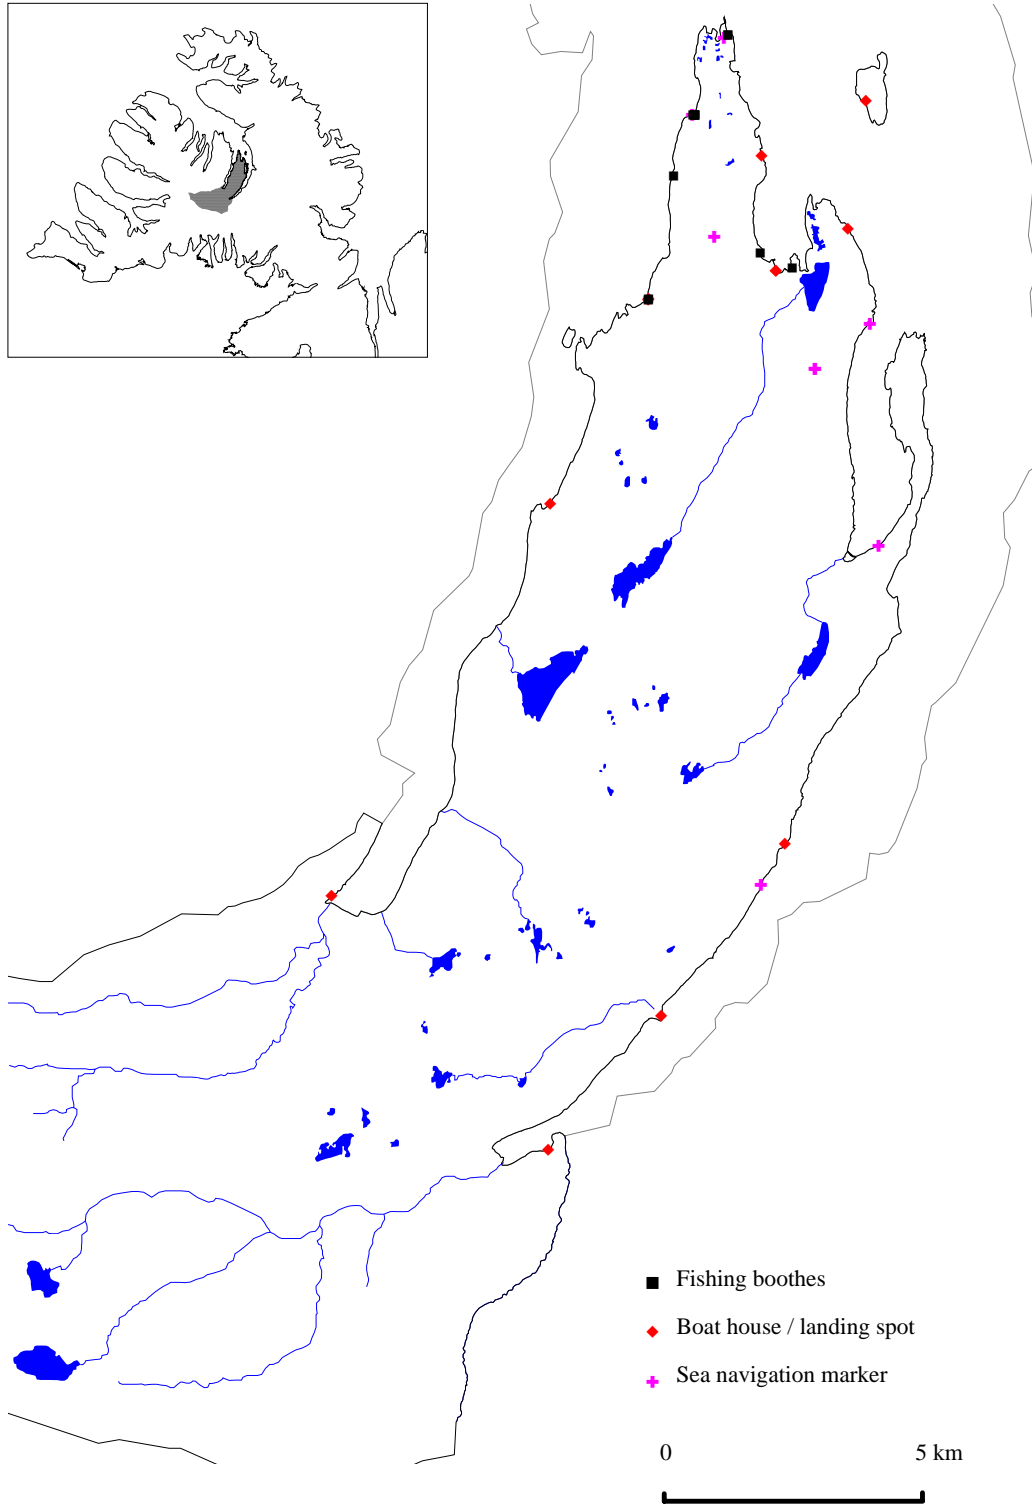 Fishing boothes
Boat house / landing spot
Sea navigation marker
0 5 km